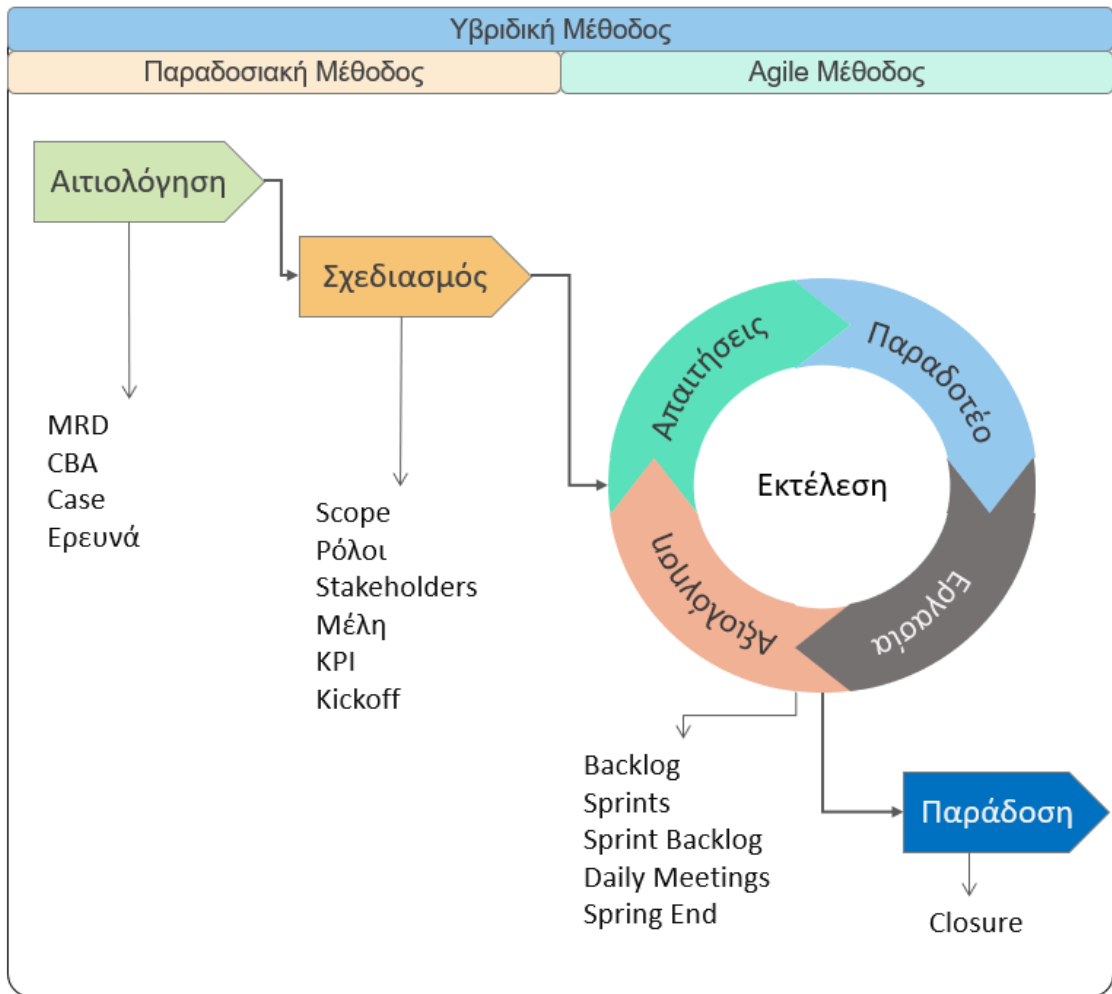 Υβριδική Μέθοδος
Παραδοσιακή Μέθοδος
Agile Μέθοδος
Αιτιολόγηση
MRD
CBA
Case
Ερευνά
Σχεδιασμός
Scope
Ρόλοι
Stakeholders
Μέλη
KPI
Kickoff
Απαιτήσεις
Παραδοτέο
Εργασία
Αξιολόγηση
Εκτέλεση
Backlog
Sprints
Sprint Backlog
Daily Meetings
Spring End
Παράδοση
Closure